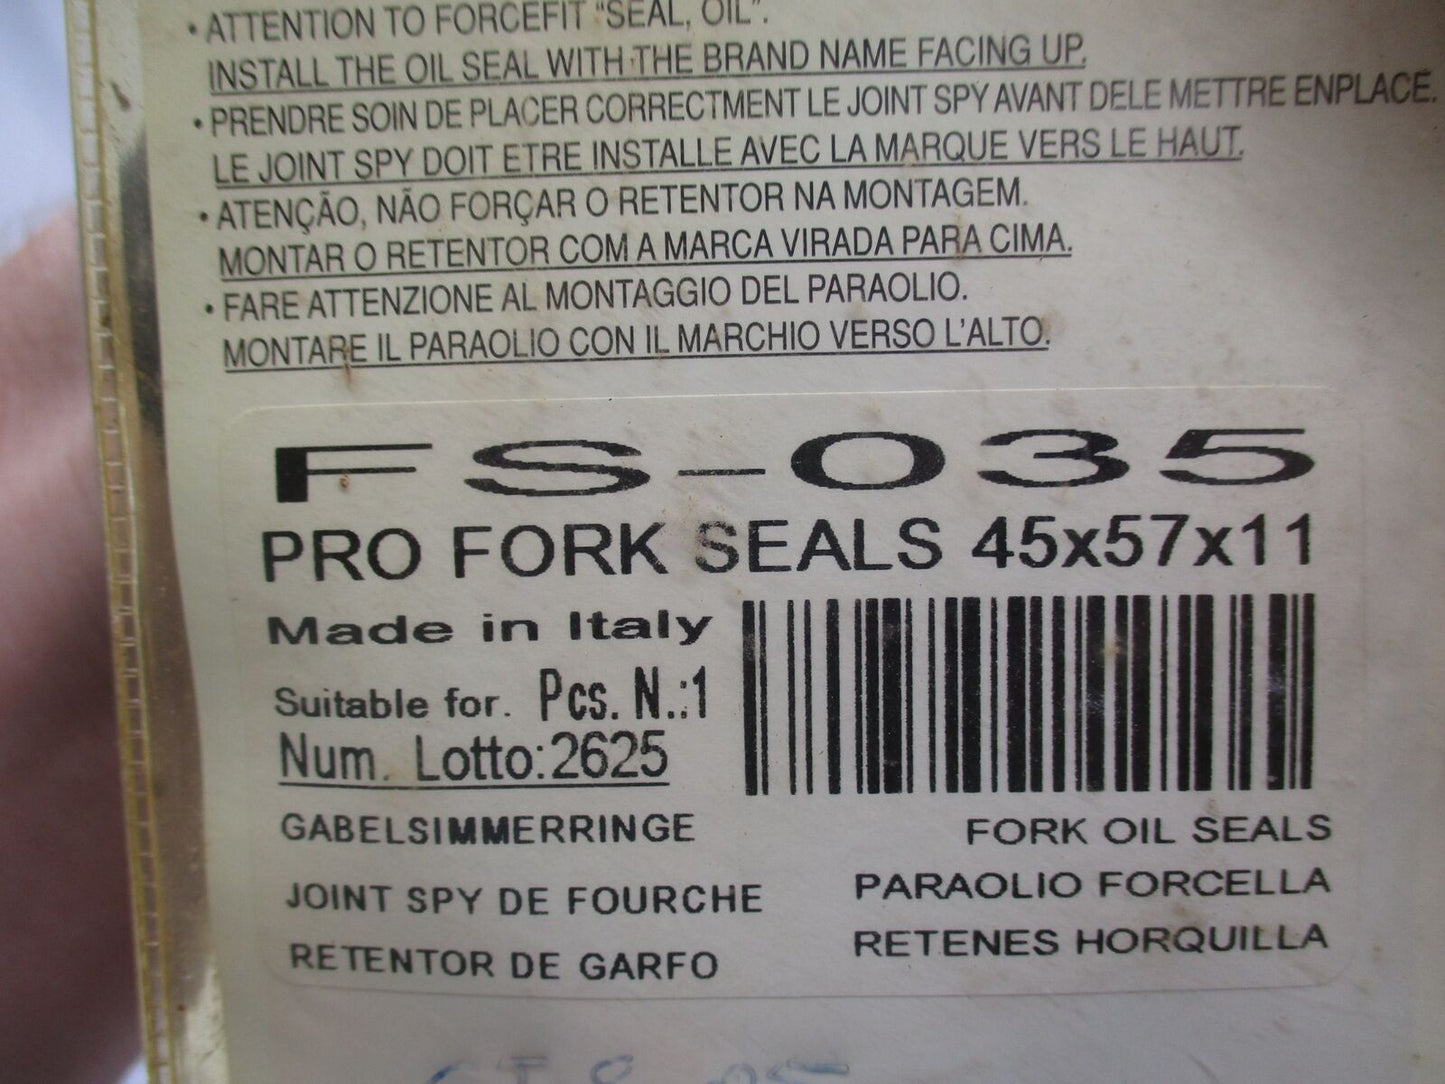 • ATTENTION TO FORCEFIT "SEAL, OIL".
INSTALL THE OIL SEAL WITH THE BRAND NAME FACING UP.
• PRENDRE SOIN DE PLACER CORRECTMENT LE JOINT SPY AVANT DELE METTRE ENPLACE.
LE JOINT SPY DOIT ETRE INSTALLE AVEC LA MARQUE VERS LE HAUT.
• ATENÇÃO, NÃO FORÇAR O RETENTOR NA MONTAGEM.
MONTAR O RETENTOR COM A MARCA VIRADA PARA CIMA.
• FARE ATTENZIONE AL MONTAGGIO DEL PARAOLIO.
MONTARE IL PARAOLIO CON IL MARCHIO VERSO L'ALTO.
FS-035
PRO FORK SEALS 45x57x11
Made in Italy
Suitable for. Pcs. N.:1
Num. Lotto:2625
GABELSIMMERRINGE
FORK OIL SEALS
JOINT SPY DE FOURCHE
PARAOLIO FORCELLA
RETENTOR DE GARFO
RETENES HORQUILLA